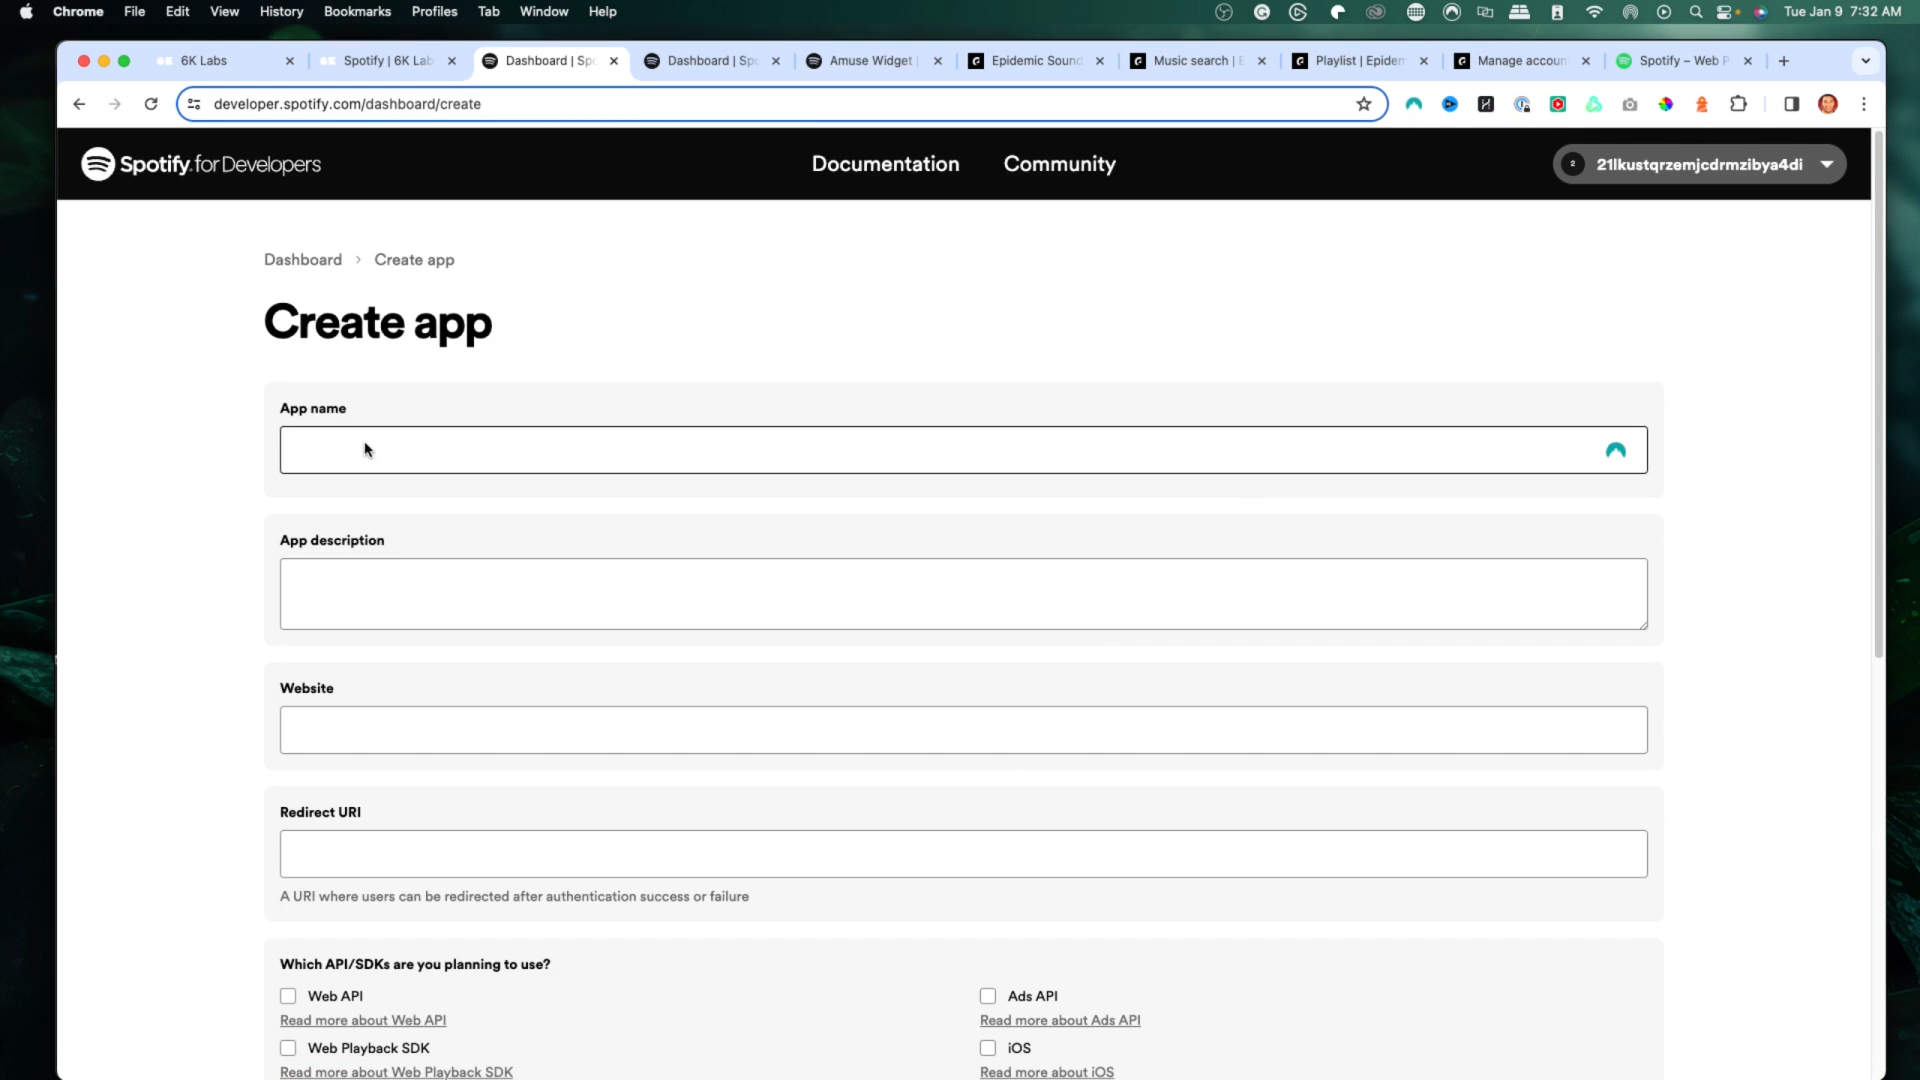 Chrome File Edit View History Bookmarks Profiles Tab Window Help Tue Jan 9 7:32 AM
6K Labs Spotify | 6K Lab Dashboard | Spo Dashboard | Spo Amuse Widget | Epidemic Sound Music search | E Playlist | Epidem Manage accoun Spotify – Web P
developer.spotify.com/dashboard/create
Spotify for Developers Documentation Community 2 21lkustqrzemjcdrmzibya4di
Dashboard > Create app
Create app
App name
App description
Website
Redirect URI
A URI where users can be redirected after authentication success or failure
Which API/SDKs are you planning to use?
Web API Ads API
Read more about Web API Read more about Ads API
Web Playback SDK iOS
Read more about Web Playback SDK Read more about iOS